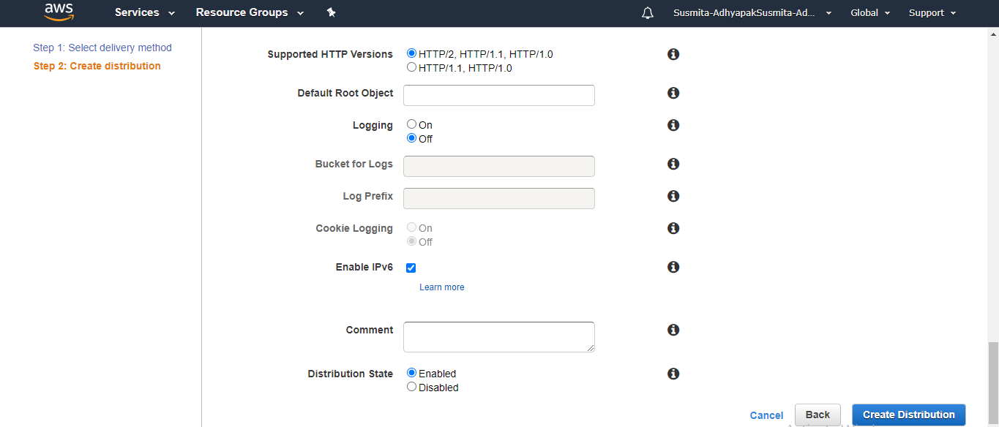 aws Services Resource Groups Susmita-AdhyapakSusmita-Ad... Global Support
Step 1: Select delivery method
Step 2: Create distribution
Supported HTTP Versions HTTP/2, HTTP/1.1, HTTP/1.0
HTTP/1.1, HTTP/1.0
Default Root Object
Logging On
Off
Bucket for Logs
Log Prefix
Cookie Logging On
Off
Enable IPv6
Learn more
Comment
Distribution State Enabled
Disabled
Cancel Back Create Distribution